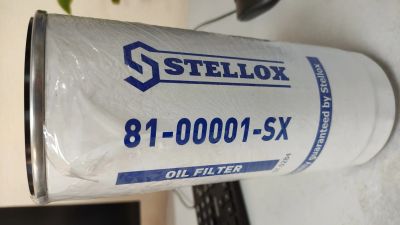 STELLOX
81-00001-SX
OIL FILTER
guaranteed by Stellox